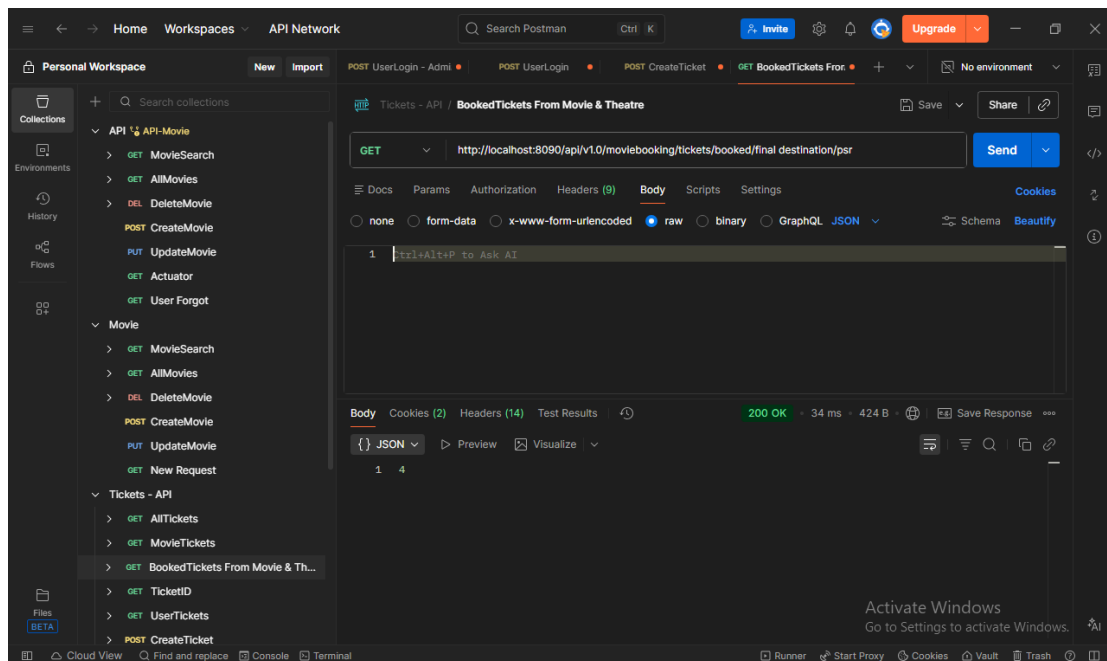 Home Workspaces API Network Search Postman Ctrl K Invite Upgrade
Personal Workspace New Import
POST UserLogin - Admi POST UserLogin POST CreateTicket GET BookedTickets From No environment
Collections
Environments
History
Flows
Files
BETA
Search collections
API API-Movie
GET MovieSearch
GET AllMovies
DEL DeleteMovie
POST CreateMovie
PUT UpdateMovie
GET Actuator
GET User Forgot
Movie
GET MovieSearch
GET AllMovies
DEL DeleteMovie
POST CreateMovie
PUT UpdateMovie
GET New Request
Tickets - API
GET AllTickets
GET MovieTickets
GET BookedTickets From Movie & Th...
GET TicketID
GET UserTickets
POST CreateTicket
HTTP Tickets - API / BookedTickets From Movie & Theatre Save Share
GET http://localhost:8090/api/v1.0/moviebooking/tickets/booked/final destination/psr Send
Docs Params Authorization Headers (9) Body Scripts Settings Cookies
none form-data x-www-form-urlencoded raw binary GraphQL JSON Schema Beautify
1 Ctrl+Alt+P to Ask AI
Body Cookies (2) Headers (14) Test Results 200 OK • 34 ms • 424 B Save Response
{} JSON Preview Visualize
1 4
Activate Windows
Go to Settings to activate Windows.
AI
Cloud View Find and replace Console Terminal Runner Start Proxy Cookies Vault Trash